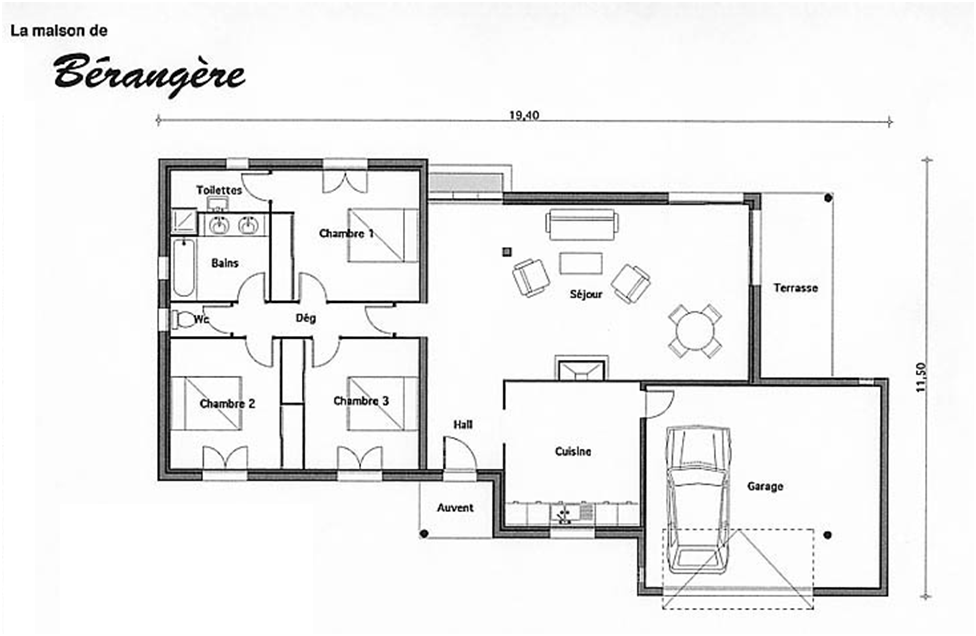 La maison de
Bérangère
19,40
Toilettes
Chambre 1
Bains
Séjour
Terrasse
Wc
Dég
11,50
Chambre 2
Chambre 3
Hall
Cuisine
Garage
Auvent